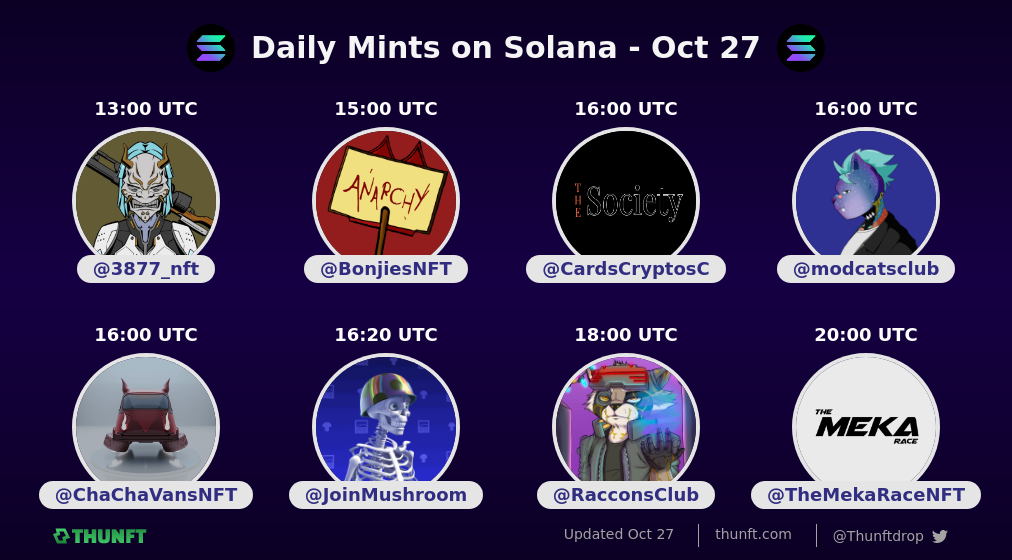 Daily Mints on Solana - Oct 27
13:00 UTC
15:00 UTC
16:00 UTC
16:00 UTC
ANARCHY
THE
Society
@3877_nft
@BonjiesNFT
@CardsCryptosC
@modcatsclub
16:00 UTC
16:20 UTC
18:00 UTC
20:00 UTC
THE
MEKA
RACE
@ChaChaVansNFT
@JoinMushroom
@RacconsClub
@TheMekaRaceNFT
THUNFT
Updated Oct 27
thunft.com
@Thunftdrop